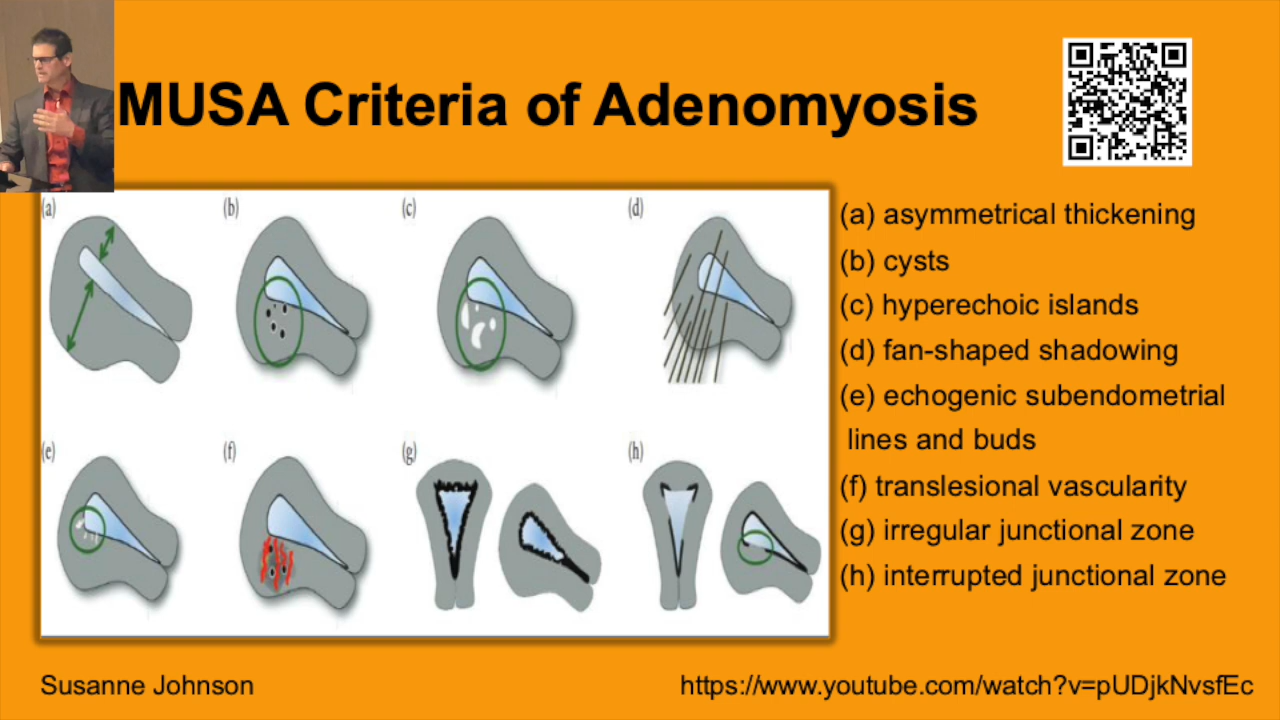 MUSA Criteria of Adenomyosis
(a)
(b)
(c)
(d)
(e)
(f)
(g)
(h)
(a) asymmetrical thickening
(b) cysts
(c) hyperechoic islands
(d) fan-shaped shadowing
(e) echogenic subendometrial
lines and buds
(f) translesional vascularity
(g) irregular junctional zone
(h) interrupted junctional zone
Susanne Johnson
https://www.youtube.com/watch?v=pUDjkNvsfEc